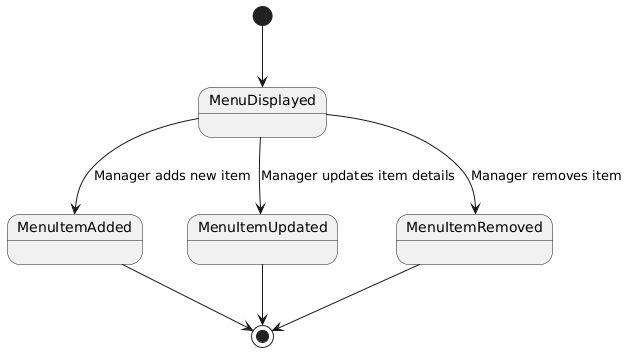 MenuDisplayed
Manager adds new item
Manager updates item details
Manager removes item
MenuItemAdded
MenuItemUpdated
MenuItemRemoved